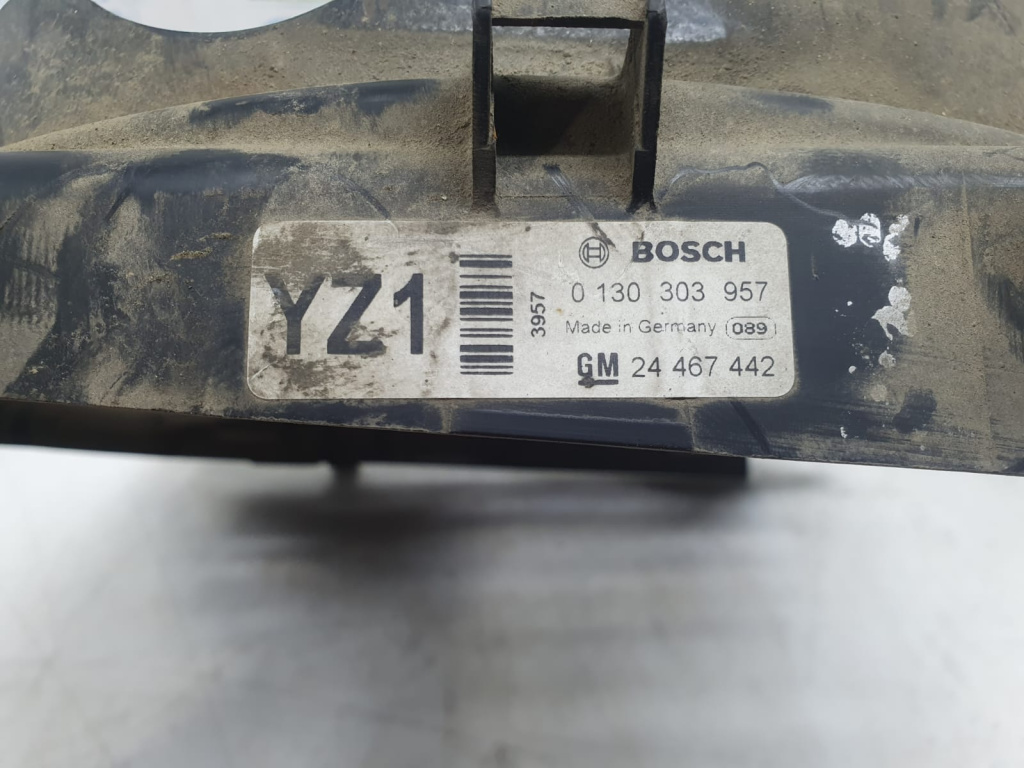 YZ1
3957
BOSCH
0 130 303 957
Made in Germany 089
GM 24 467 442